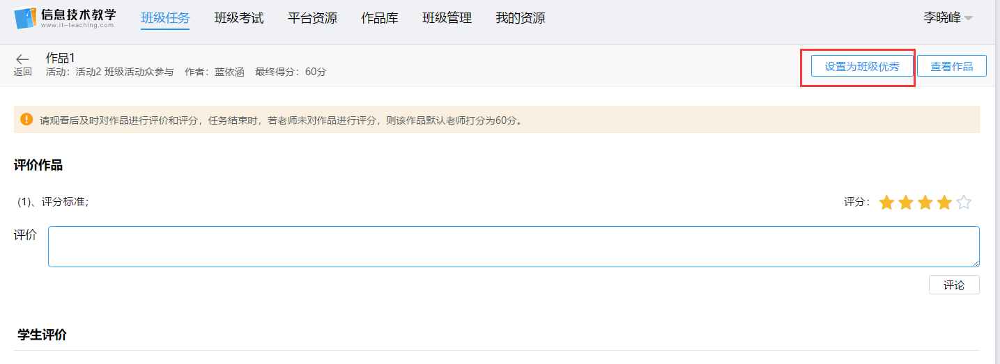 信息技术教学
www.it-teaching.com
班级任务 班级考试 平台资源 作品库 班级管理 我的资源 李晓峰
作品1
返回 活动：活动2 班级活动众参与 作者：蓝依涵 最终得分：60分
设置为班级优秀 查看作品
请观看后及时对作品进行评价和评分，任务结束时，若老师未对作品进行评分，则该作品默认老师打分为60分。
评价作品
(1)、评分标准； 评分：
评价
评论
学生评价